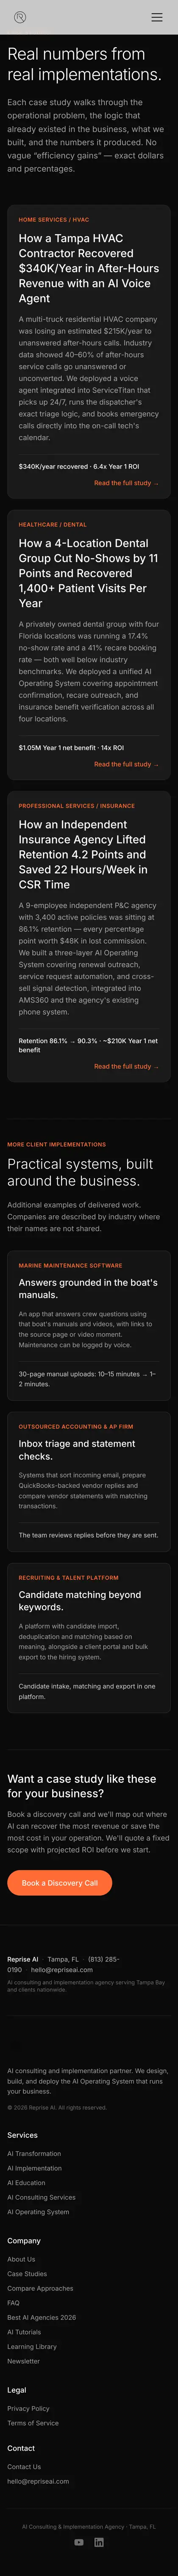 R
Real numbers from
real implementations.
Each case study walks through the
operational problem, the logic that
already existed in the business, what we
built, and the numbers it produced. No
vague "efficiency gains" — exact dollars
and percentages.
HOME SERVICES / HVAC
How a Tampa HVAC
Contractor Recovered
$340K/Year in After-Hours
Revenue with an AI Voice
Agent
A multi-truck residential HVAC company
was losing an estimated $215K/year to
unanswered after-hours calls. Industry
data showed 40–60% of after-hours
service calls go unanswered or
unconverted. We deployed a voice
agent integrated into ServiceTitan that
picks up 24/7, runs the dispatcher's
exact triage logic, and books emergency
calls directly into the on-call tech's
calendar.
$340K/year recovered · 6.4x Year 1 ROI
Read the full study →
HEALTHCARE / DENTAL
How a 4-Location Dental
Group Cut No-Shows by 11
Points and Recovered
1,400+ Patient Visits Per
Year
A privately owned dental group with four
Florida locations was running a 17.4%
no-show rate and a 41% recare booking
rate — both well below industry
benchmarks. We deployed a unified AI
Operating System covering appointment
confirmation, recare outreach, and
insurance benefit verification across all
four locations.
$1.05M Year 1 net benefit · 14x ROI
Read the full study →
PROFESSIONAL SERVICES / INSURANCE
How an Independent
Insurance Agency Lifted
Retention 4.2 Points and
Saved 22 Hours/Week in
CSR Time
A 9-employee independent P&C agency
with 3,400 active policies was sitting at
86.1% retention — every percentage
point worth $48K in lost commission.
We built a three-layer AI Operating
System covering renewal outreach,
service request automation, and cross-
sell signal detection, integrated into
AMS360 and the agency's existing
phone system.
Retention 86.1% → 90.3% · ~$210K Year 1 net
benefit
Read the full study →
MORE CLIENT IMPLEMENTATIONS
Practical systems, built
around the business.
Additional examples of delivered work.
Companies are described by industry where
their names are not shared.
MARINE MAINTENANCE SOFTWARE
Answers grounded in the boat's
manuals.
An app that answers crew questions using
that boat's manuals and videos, with links to
the source page or video moment.
Maintenance can be logged by voice.
30-page manual uploads: 10–15 minutes → 1–
2 minutes.
OUTSOURCED ACCOUNTING & AP FIRM
Inbox triage and statement
checks.
Systems that sort incoming email, prepare
QuickBooks-backed vendor replies and
compare vendor statements with matching
transactions.
The team reviews replies before they are sent.
RECRUITING & TALENT PLATFORM
Candidate matching beyond
keywords.
A platform with candidate import,
deduplication and matching based on
meaning, alongside a client portal and bulk
export to the hiring system.
Candidate intake, matching and export in one
platform.
Want a case study like these
for your business?
Book a discovery call and we'll map out where
AI can recover the most revenue or save the
most cost in your operation. We'll quote a fixed
scope with projected ROI before we start.
Book a Discovery Call
Reprise AI · Tampa, FL · (813) 285-
0190 · hello@repriseai.com
AI consulting and implementation agency serving Tampa Bay
and clients nationwide.
AI consulting and implementation partner. We design,
build, and deploy the AI Operating System that runs
your business.
© 2026 Reprise AI. All rights reserved.
Services
AI Transformation
AI Implementation
AI Education
AI Consulting Services
AI Operating System
Company
About Us
Case Studies
Compare Approaches
FAQ
Best AI Agencies 2026
AI Tutorials
Learning Library
Newsletter
Legal
Privacy Policy
Terms of Service
Contact
Contact Us
hello@repriseai.com
AI Consulting & Implementation Agency · Tampa, FL